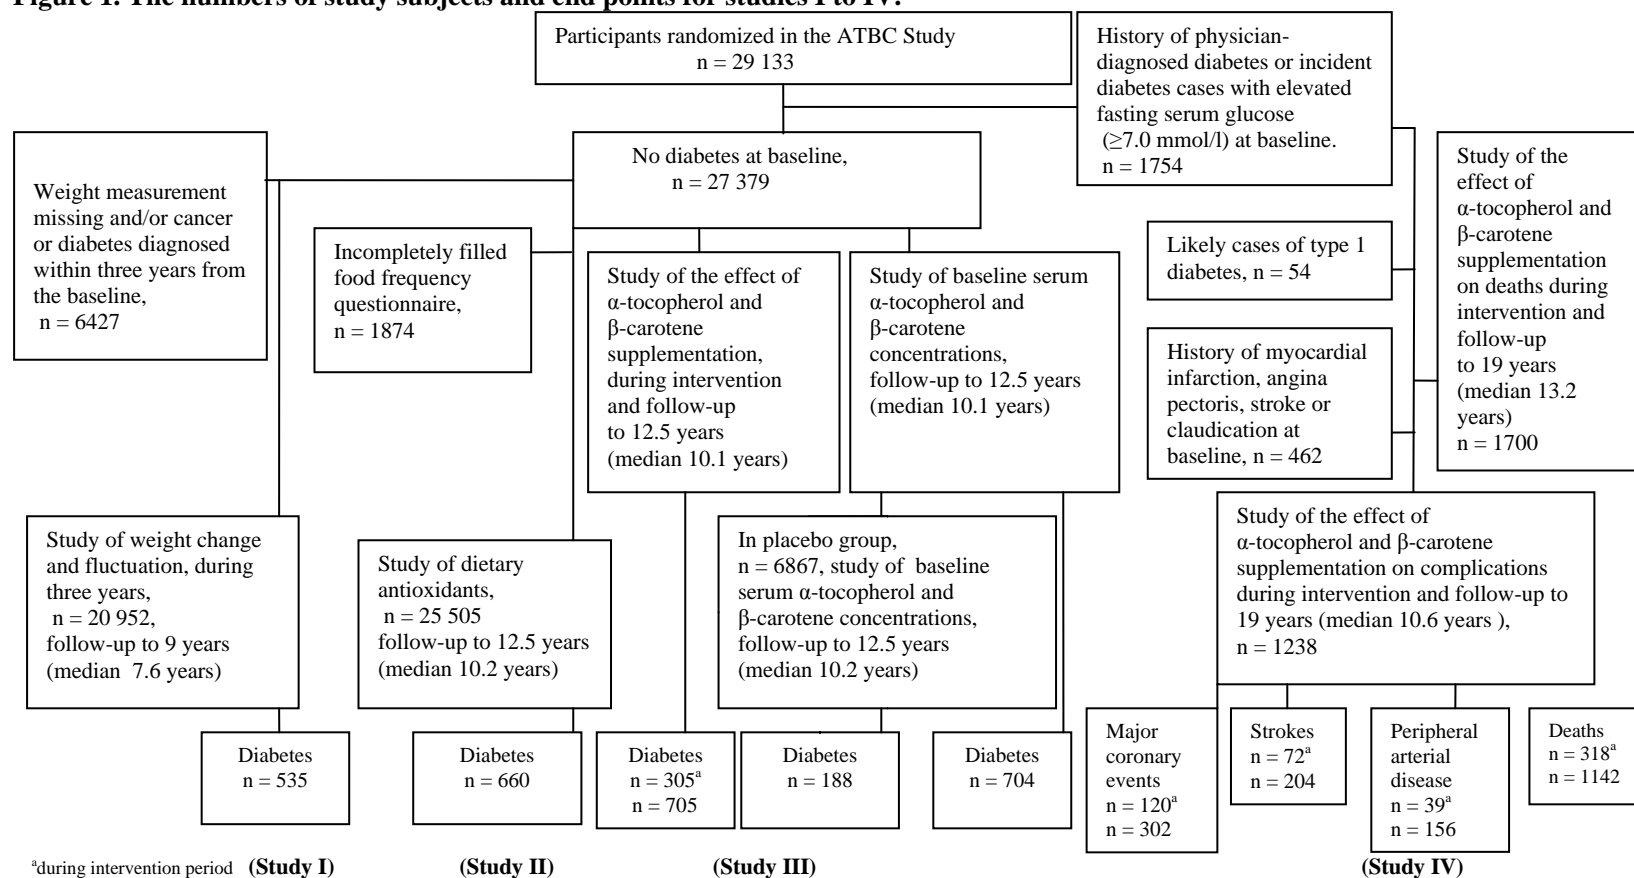 Figure 1. The numbers of study subjects and end points for studies I to IV.
Participants randomized in the ATBC Study
n = 29 133
History of physician-
diagnosed diabetes or incident
diabetes cases with elevated
fasting serum glucose
(≥7.0 mmol/l) at baseline.
n = 1754
No diabetes at baseline,
n = 27 379
Weight measurement
missing and/or cancer
or diabetes diagnosed
within three years from
the baseline,
n = 6427
Incompletely filled
food frequency
questionnaire,
n = 1874
Study of the effect of
α-tocopherol and
β-carotene
supplementation,
during intervention
and follow-up
to 12.5 years
(median 10.1 years)
Study of baseline serum
α-tocopherol and
β-carotene
concentrations,
follow-up to 12.5 years
(median 10.1 years)
Likely cases of type 1
diabetes, n = 54
History of myocardial
infarction, angina
pectoris, stroke or
claudication at
baseline, n = 462
Study of the
effect of
α-tocopherol and
β-carotene
supplementation
on deaths during
intervention and
follow-up
to 19 years
(median 13.2
years)
n = 1700
Study of weight change
and fluctuation, during
three years,
n = 20 952,
follow-up to 9 years
(median 7.6 years)
Study of dietary
antioxidants,
n = 25 505
follow-up to 12.5 years
(median 10.2 years)
In placebo group,
n = 6867, study of baseline
serum α-tocopherol and
β-carotene concentrations,
follow-up to 12.5 years
(median 10.2 years)
Study of the effect of
α-tocopherol and β-carotene
supplementation on complications
during intervention and follow-up to
19 years (median 10.6 years ),
n = 1238
Diabetes
n = 535
Diabetes
n = 660
Diabetes
n = 305ᵃ
n = 705
Diabetes
n = 188
Diabetes
n = 704
Major
coronary
events
n = 120ᵃ
n = 302
Strokes
n = 72ᵃ
n = 204
Peripheral
arterial
disease
n = 39ᵃ
n = 156
Deaths
n = 318ᵃ
n = 1142
ᵃduring intervention period (Study I) (Study II) (Study III) (Study IV)